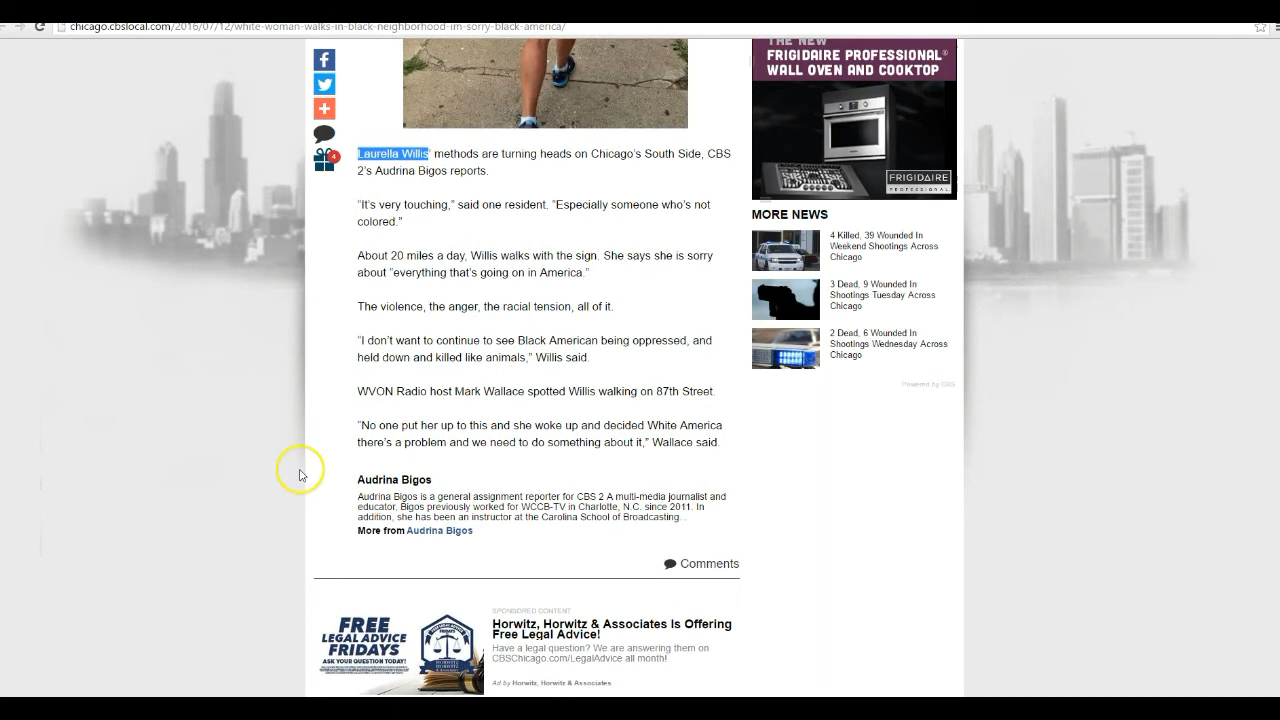 chicago.cbslocal.com/2016/07/12/white-woman-walks-in-black-neighborhood-im-sorry-black-america/
4
Laurella Willis' methods are turning heads on Chicago's South Side, CBS
2's Audrina Bigos reports.
"It's very touching," said one resident. "Especially someone who's not
colored."
About 20 miles a day, Willis walks with the sign. She says she is sorry
about "everything that's going on in America."
The violence, the anger, the racial tension, all of it.
"I don't want to continue to see Black American being oppressed, and
held down and killed like animals," Willis said.
WVON Radio host Mark Wallace spotted Willis walking on 87th Street.
"No one put her up to this and she woke up and decided White America
there's a problem and we need to do something about it," Wallace said.
Audrina Bigos
Audrina Bigos is a general assignment reporter for CBS 2 A multi-media journalist and
educator, Bigos previously worked for WCCB-TV in Charlotte, N.C. since 2011. In
addition, she has been an instructor at the Carolina School of Broadcasting...
More from Audrina Bigos
Comments
FREE
LEGAL ADVICE
FRIDAYS
ASK YOUR QUESTION TODAY!
SPONSORED CONTENT
Horwitz, Horwitz & Associates Is Offering
Free Legal Advice!
Have a legal question? We are answering them on
CBSChicago.com/LegalAdvice all month!
Ad by Horwitz, Horwitz & Associates
THE NEW
FRIGIDAIRE PROFESSIONAL®
WALL OVEN AND COOKTOP
FRIGIDAIRE
PROFESSIONAL
MORE NEWS
4 Killed, 39 Wounded In
Weekend Shootings Across
Chicago
3 Dead, 9 Wounded In
Shootings Tuesday Across
Chicago
2 Dead, 6 Wounded In
Shootings Wednesday Across
Chicago
Powered by CBS